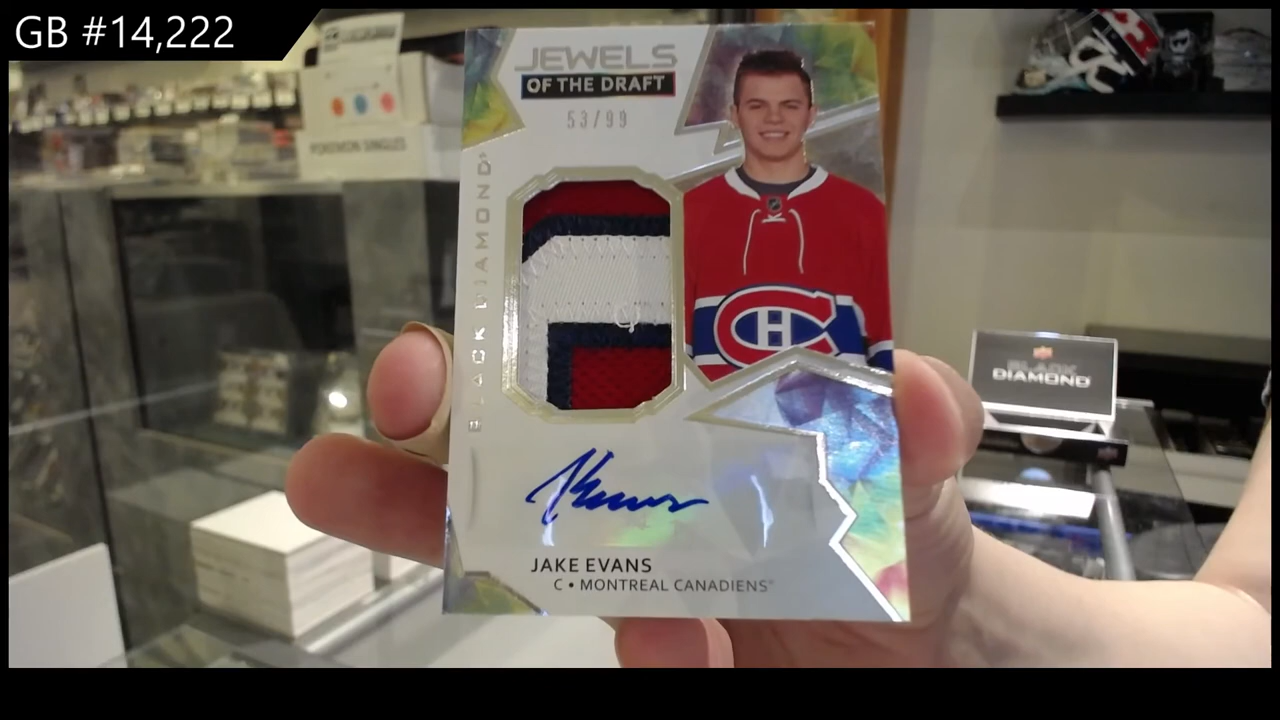 GB #14,222
JEWELS
OF THE DRAFT
53/99
BLACK DIAMOND
JAKE EVANS
C • MONTREAL CANADIENS
POKEMON SINGLES
BLACK
DIAMOND